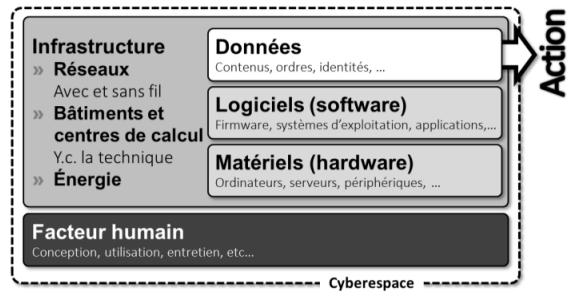 Infrastructure
» Réseaux
Avec et sans fil
» Bâtiments et
centres de calcul
Y.c. la technique
» Énergie
Données
Contenus, ordres, identités, ...
Logiciels (software)
Firmware, systèmes d'exploitation, applications,...
Matériels (hardware)
Ordinateurs, serveurs, périphériques, ...
Action
Facteur humain
Conception, utilisation, entretien, etc...
Cyberespace